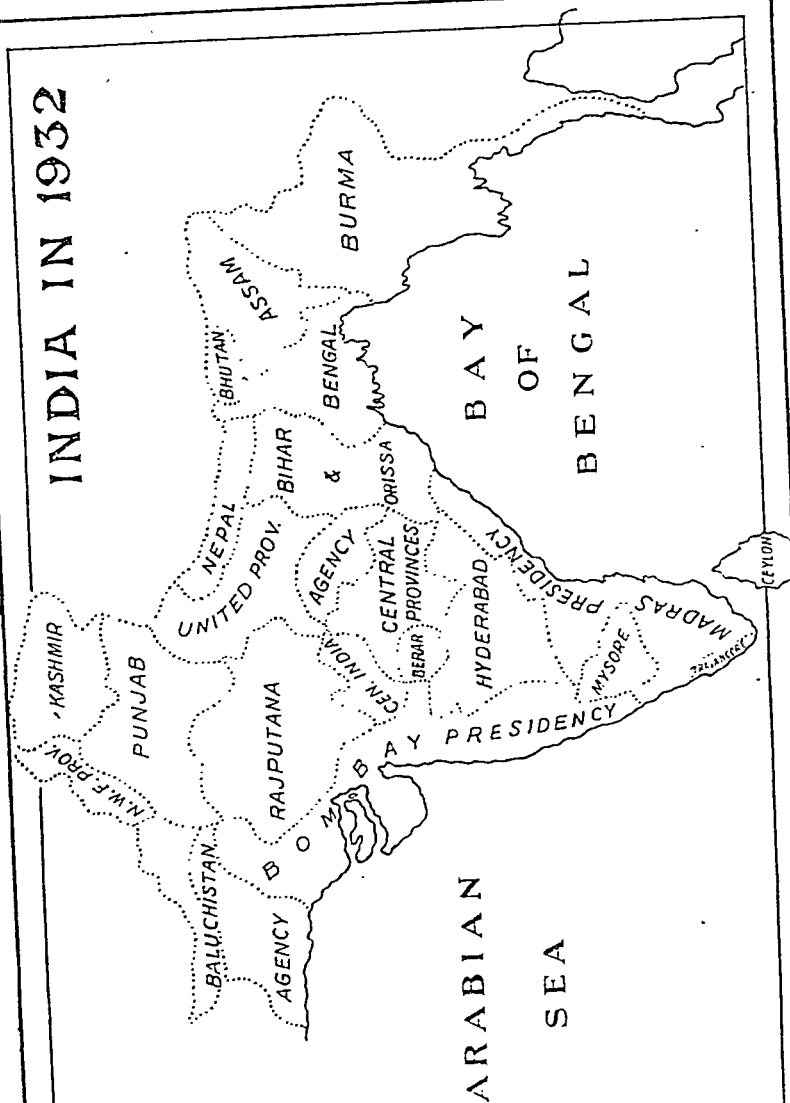 INDIA IN 1932
KASHMIR
N.W.F. PROV.
PUNJAB
BALUCHISTAN
AGENCY
RAJPUTANA
UNITED PROV.
NEPAL
BHUTAN
ASSAM
BURMA
BENGAL
BIHAR
&
ORISSA
CEN INDIA
AGENCY
CENTRAL
PROVINCES
BERAR
HYDERABAD
BOMBAY PRESIDENCY
MADRAS PRESIDENCY
MYSORE
CEYLON
ARABIAN
SEA
BAY
OF
BENGAL